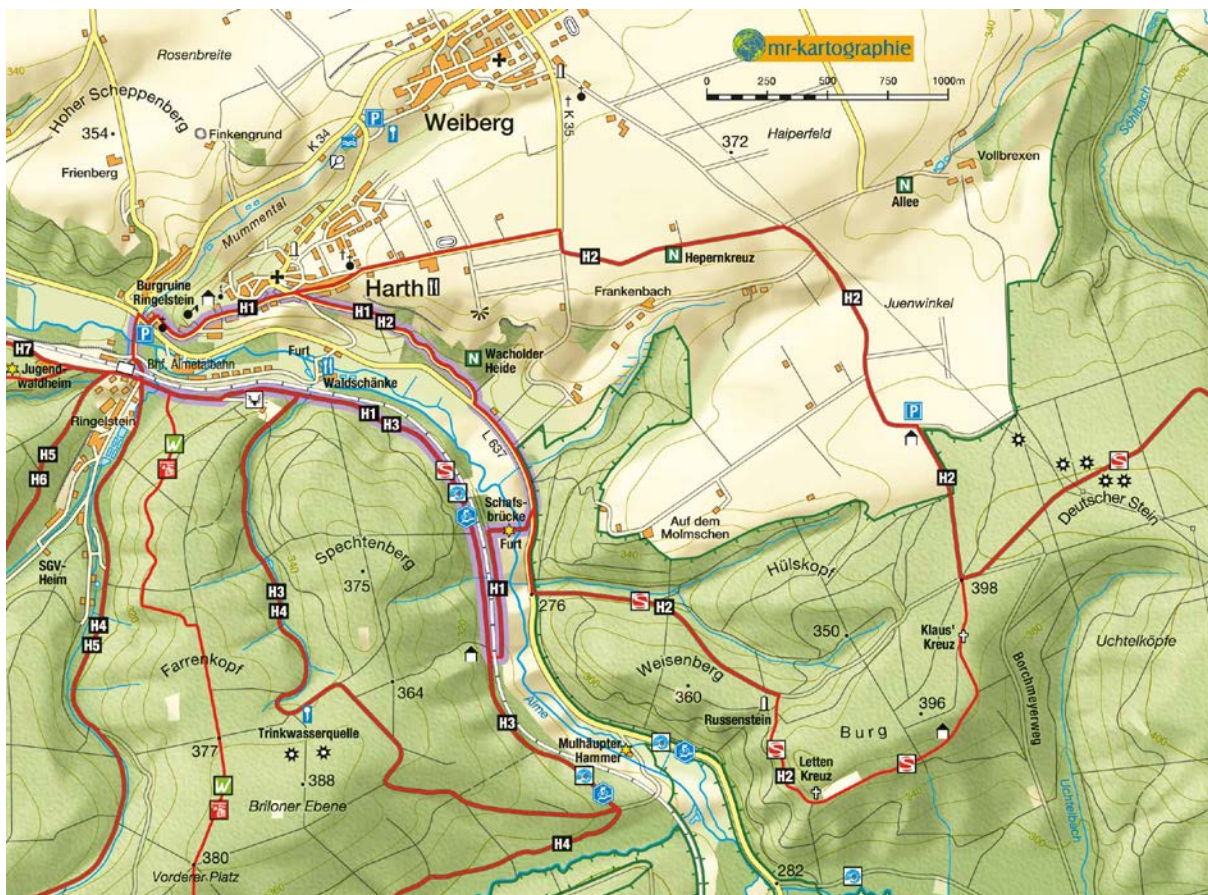 340
Rosenbreite
mr-kartographie
0 250 500 750 1000m
Hoher Scheppenberg
354
Finkengrund
K 34
P
Weiberg
K 35
Haiperfeld
372
Söhlbach
Vollbrexen
Frienberg
N
Allee
Mummental
Burgruine
Ringelstein
H1
Harth
H2
N
Hepernkreuz
H2
Juenwinkel
H1
H2
Frankenbach
P
H7
Bhf. Almetalbahn
Furt
Waldschänke
N
Wacholder
Heide
Jugend-
waldheim
Ringelstein
H1
H3
L 637
P
H5
H6
W
S
H2
S
Deutscher Stein
Schafs-
brücke
Furt
Auf dem
Molmschen
SGV-
Heim
Spechtenberg
375
H3
H4
H1
340
276
S
H2
Hülskopf
350
398
Klaus'
Kreuz
Uchtelköpfe
Borchmeyerweg
H4
H5
Farrenkopf
364
Weisenberg
360
Russenstein
396
Burg
Trinkwasserquelle
377
388
Briloner Ebene
W
H3
Alme
Mulhäupter
Hammer
S
H2
Letten
Kreuz
S
Uchtelbach
H4
380
Vorderer Platz
282